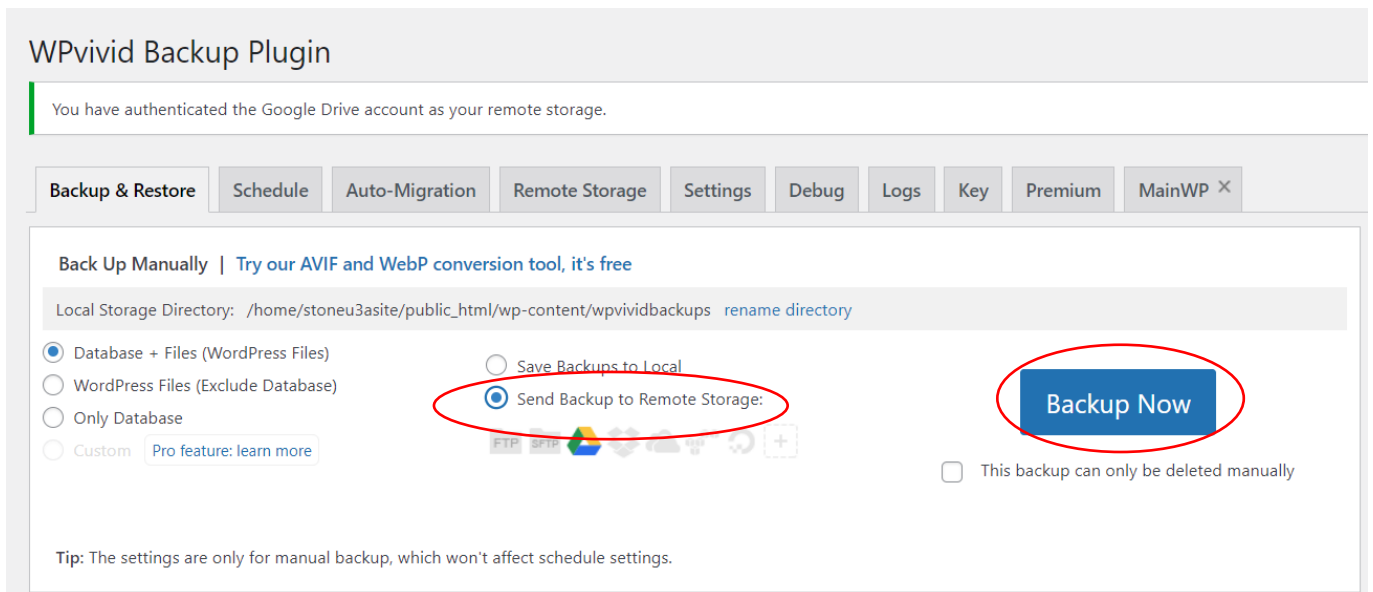 WPvivid Backup Plugin
You have authenticated the Google Drive account as your remote storage.
Backup & Restore Schedule Auto-Migration Remote Storage Settings Debug Logs Key Premium MainWP ×
Back Up Manually | Try our AVIF and WebP conversion tool, it's free
Local Storage Directory: /home/stoneu3asite/public_html/wp-content/wpvividbackups rename directory
Database + Files (WordPress Files)
WordPress Files (Exclude Database)
Only Database
Custom Pro feature: learn more
Save Backups to Local
Send Backup to Remote Storage:
FTP SFTP
Backup Now
This backup can only be deleted manually
Tip: The settings are only for manual backup, which won't affect schedule settings.